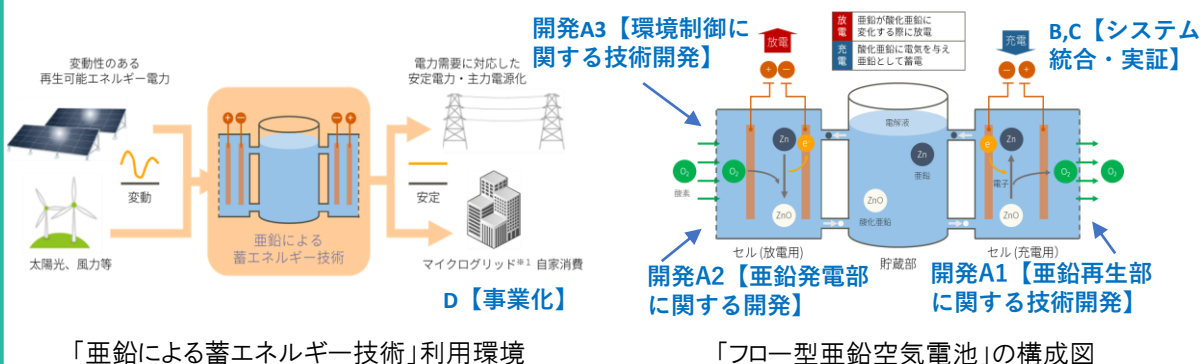 変動性のある
再生可能エネルギー電力
変動
太陽光、風力等
亜鉛による
蓄エネルギー技術
電力需要に対応した
安定電力・主力電源化
安定
マイクログリッド※1 自家消費
D【事業化】
「亜鉛による蓄エネルギー技術」利用環境
開発A3【環境制御に
関する技術開発】
放電
放電 亜鉛が酸化亜鉛に
変化する際に放電
充電 酸化亜鉛に電気を与え
亜鉛として蓄電
充電
B,C【システム
統合・実証】
電解液
Zn
e-
Zn
亜鉛
Zn
e-
電子
O2
酸素
O2
O2
O2
ZnO
ZnO
酸化亜鉛
ZnO
セル (放電用)
貯蔵部
セル (充電用)
開発A2【亜鉛発電部
に関する開発】
開発A1【亜鉛再生部
に関する技術開発】
「フロー型亜鉛空気電池」の構成図